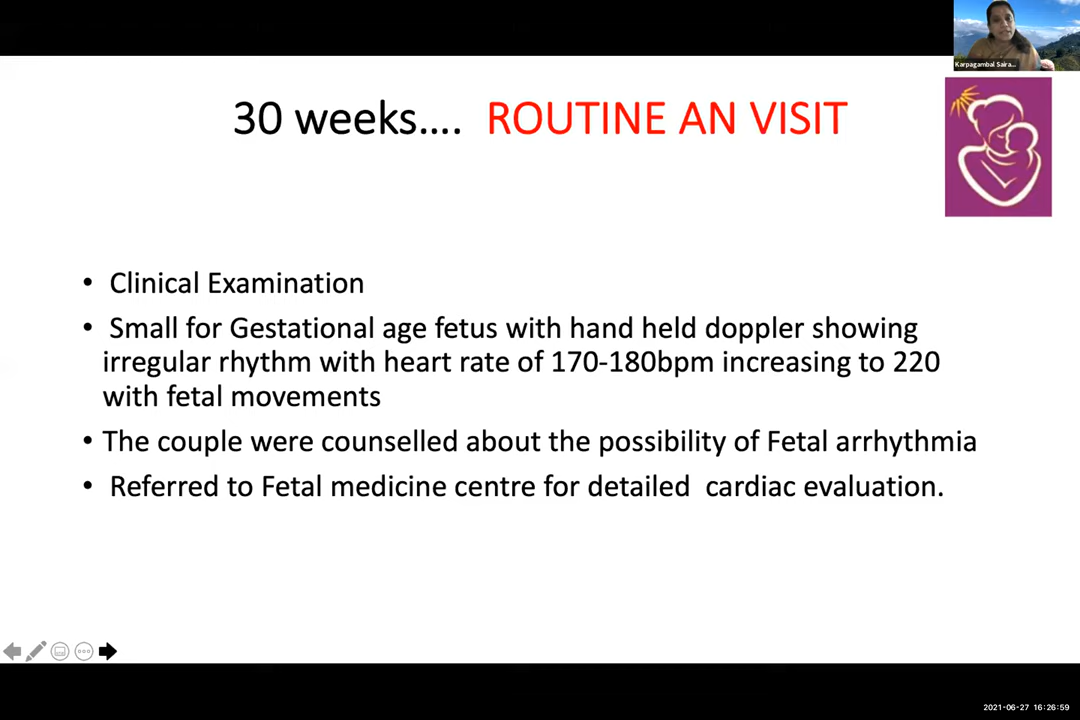 Karpagambal Saira...
30 weeks.... ROUTINE AN VISIT
• Clinical Examination
• Small for Gestational age fetus with hand held doppler showing
irregular rhythm with heart rate of 170-180bpm increasing to 220
with fetal movements
• The couple were counselled about the possibility of Fetal arrhythmia
• Referred to Fetal medicine centre for detailed cardiac evaluation.
2021-06-27 16:26:59